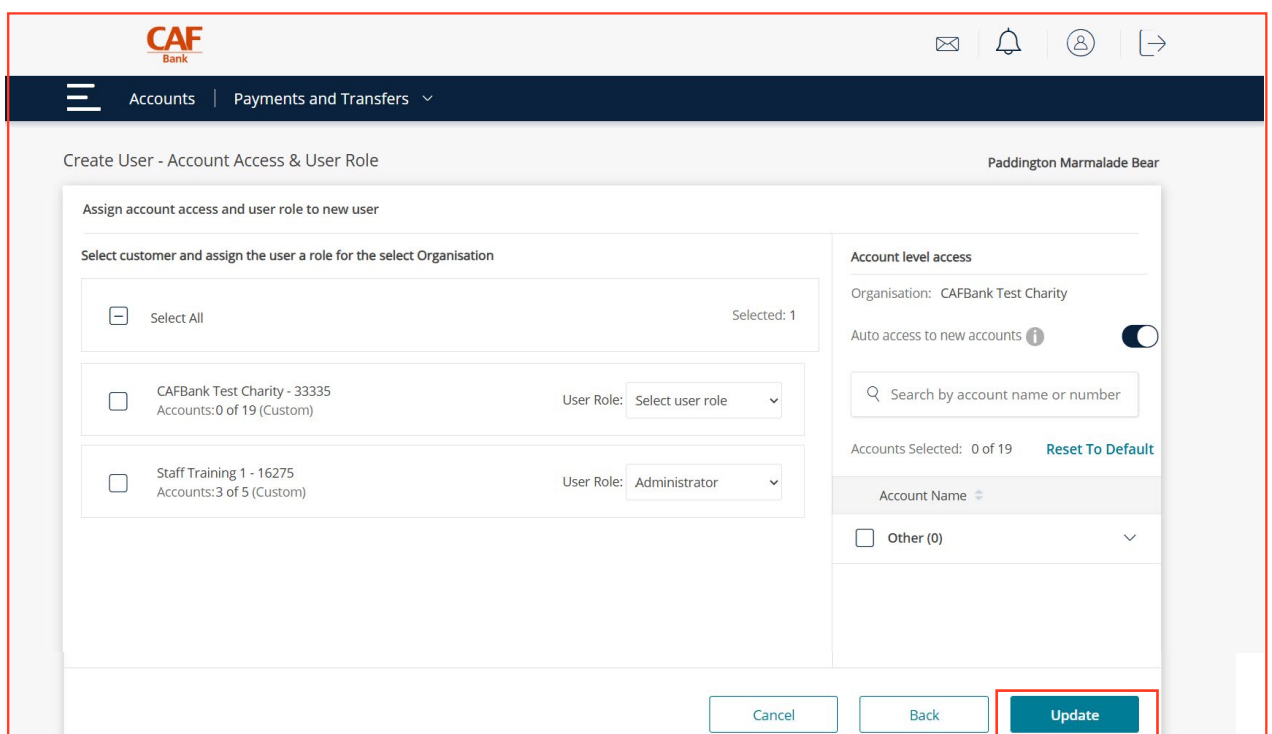 CAF
Bank
Accounts | Payments and Transfers
Create User - Account Access & User Role
Paddington Marmalade Bear
Assign account access and user role to new user
Select customer and assign the user a role for the select Organisation
Select All
Selected: 1
CAFBank Test Charity - 33335
Accounts:0 of 19 (Custom)
User Role: Select user role
Staff Training 1 - 16275
Accounts:3 of 5 (Custom)
User Role: Administrator
Account level access
Organisation: CAFBank Test Charity
Auto access to new accounts i
Search by account name or number
Accounts Selected: 0 of 19 Reset To Default
Account Name
Other (0)
Cancel Back Update